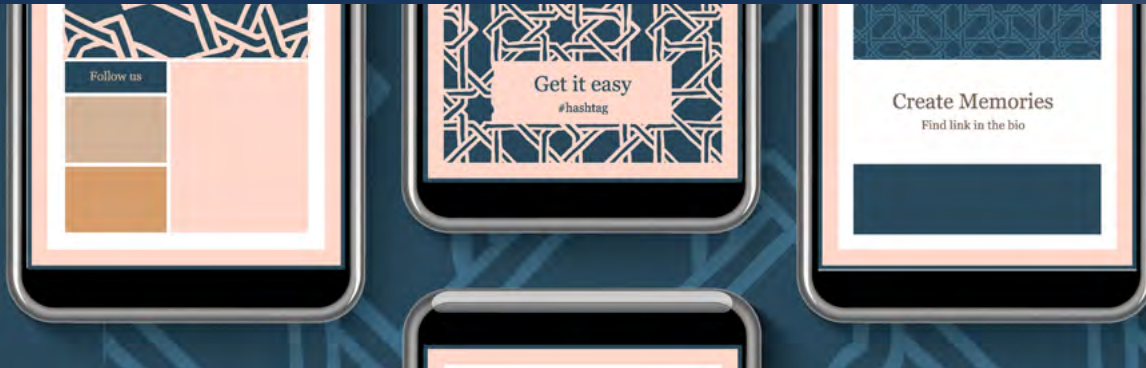 Follow us
Get it easy
#hashtag
Create Memories
Find link in the bio